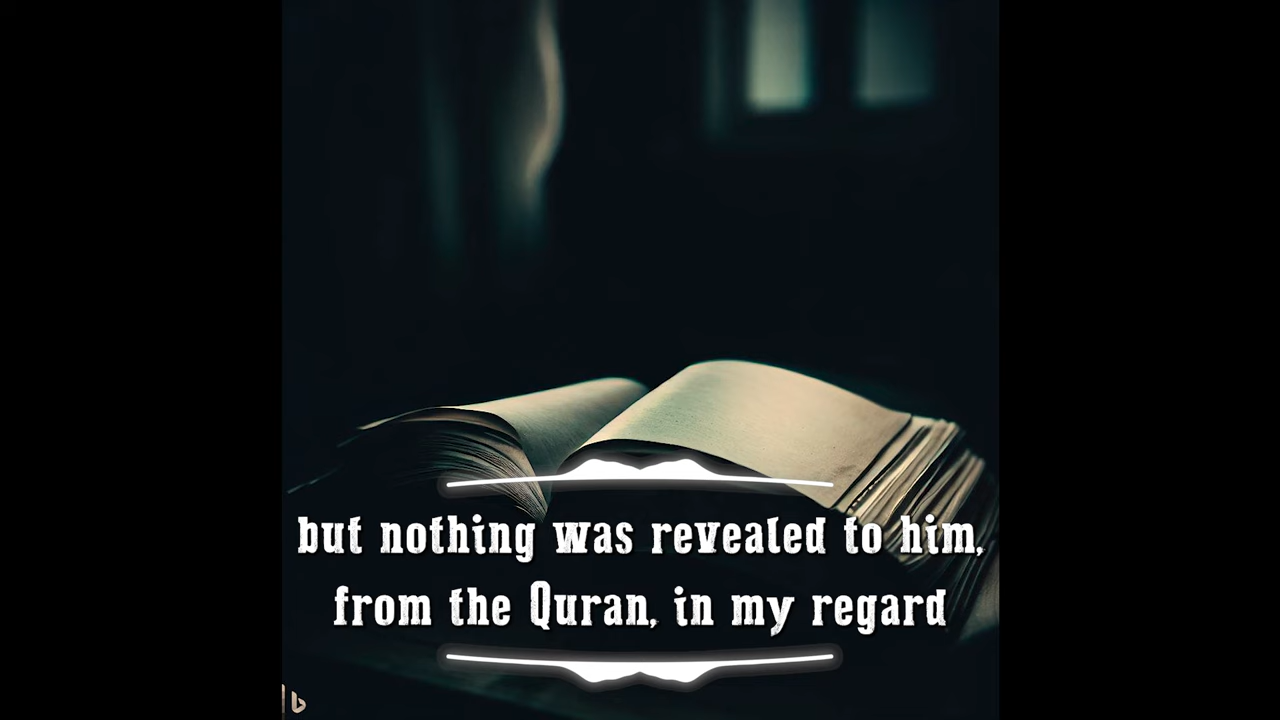 but nothing was revealed to him,
from the Quran, in my regard